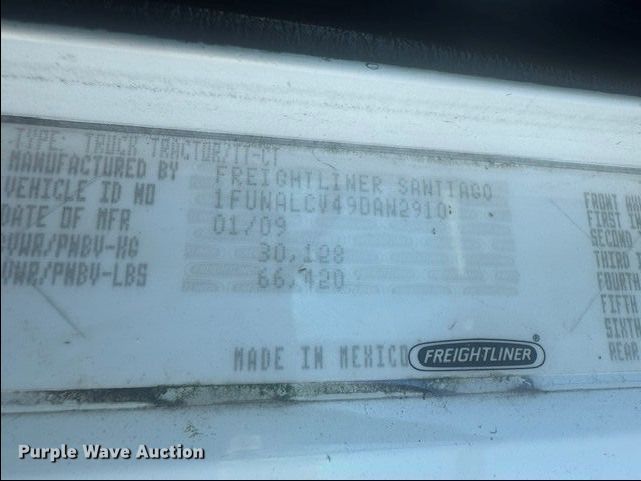 TYPE: TRUCK TRACTOR/TT-CT
MANUFACTURED BY FREIGHTLINER SANTIAGO
VEHICLE ID NO 1FUNALCV49DAN2910
DATE OF MFR 01/09
GVWR/PNBV-KG 30,128
GVWR/PNBV-LBS 66,420
MADE IN MEXICO FREIGHTLINER®
FRONT
FIRST
SECOND
THIRD
FOURTH
FIFTH
SIXTH
REAR
Purple Wave Auction